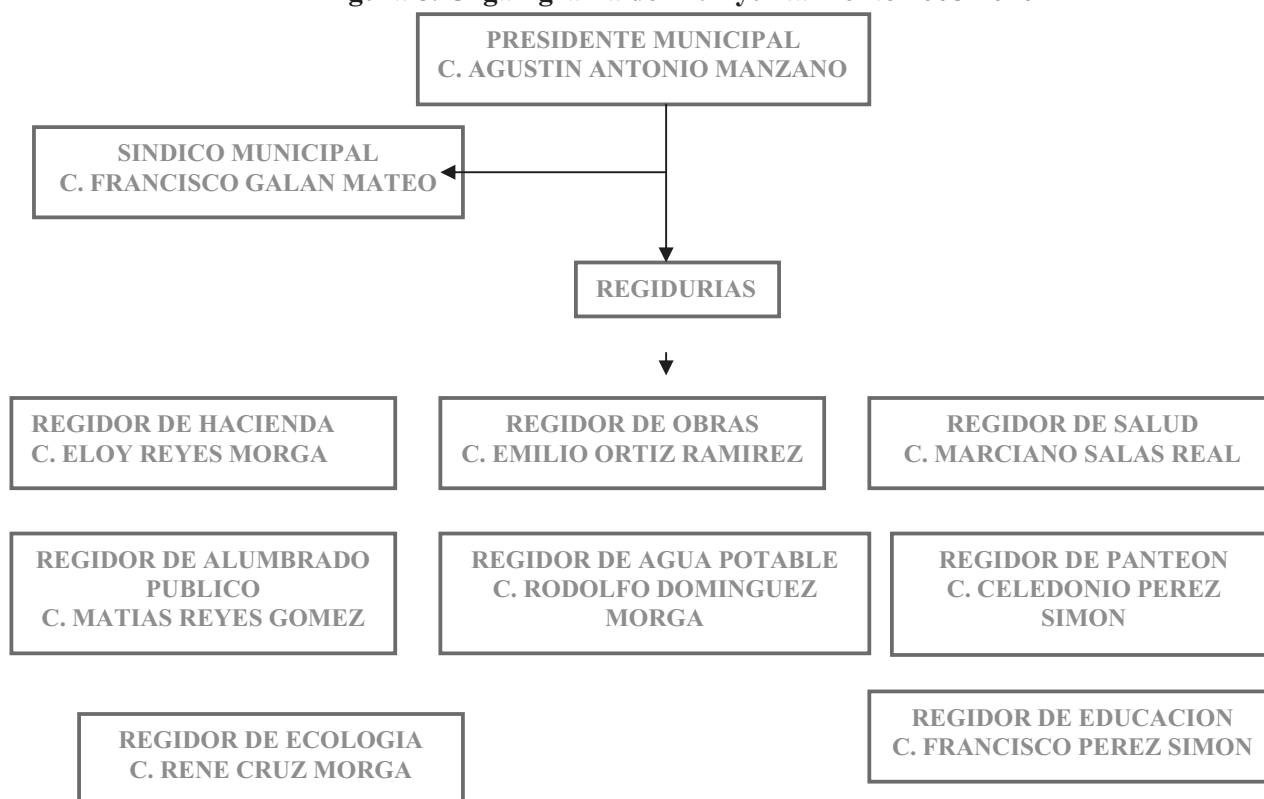 PRESIDENTE MUNICIPAL
C. AGUSTIN ANTONIO MANZANO
SINDICO MUNICIPAL
C. FRANCISCO GALAN MATEO
REGIDURIAS
REGIDOR DE HACIENDA
C. ELOY REYES MORGA
REGIDOR DE OBRAS
C. EMILIO ORTIZ RAMIREZ
REGIDOR DE SALUD
C. MARCIANO SALAS REAL
REGIDOR DE ALUMBRADO
PUBLICO
C. MATIAS REYES GOMEZ
REGIDOR DE AGUA POTABLE
C. RODOLFO DOMINGUEZ
MORGA
REGIDOR DE PANTEON
C. CELEDONIO PEREZ
SIMON
REGIDOR DE ECOLOGIA
C. RENE CRUZ MORGA
REGIDOR DE EDUCACION
C. FRANCISCO PEREZ SIMON